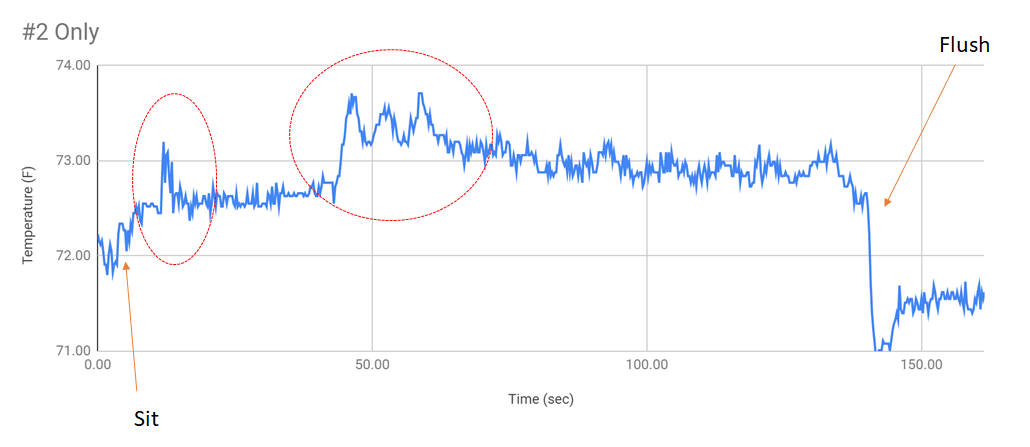 #2 Only
Flush
74.00
73.00
72.00
71.00
Temperature (F)
0.00 50.00 100.00 150.00
Time (sec)
Sit